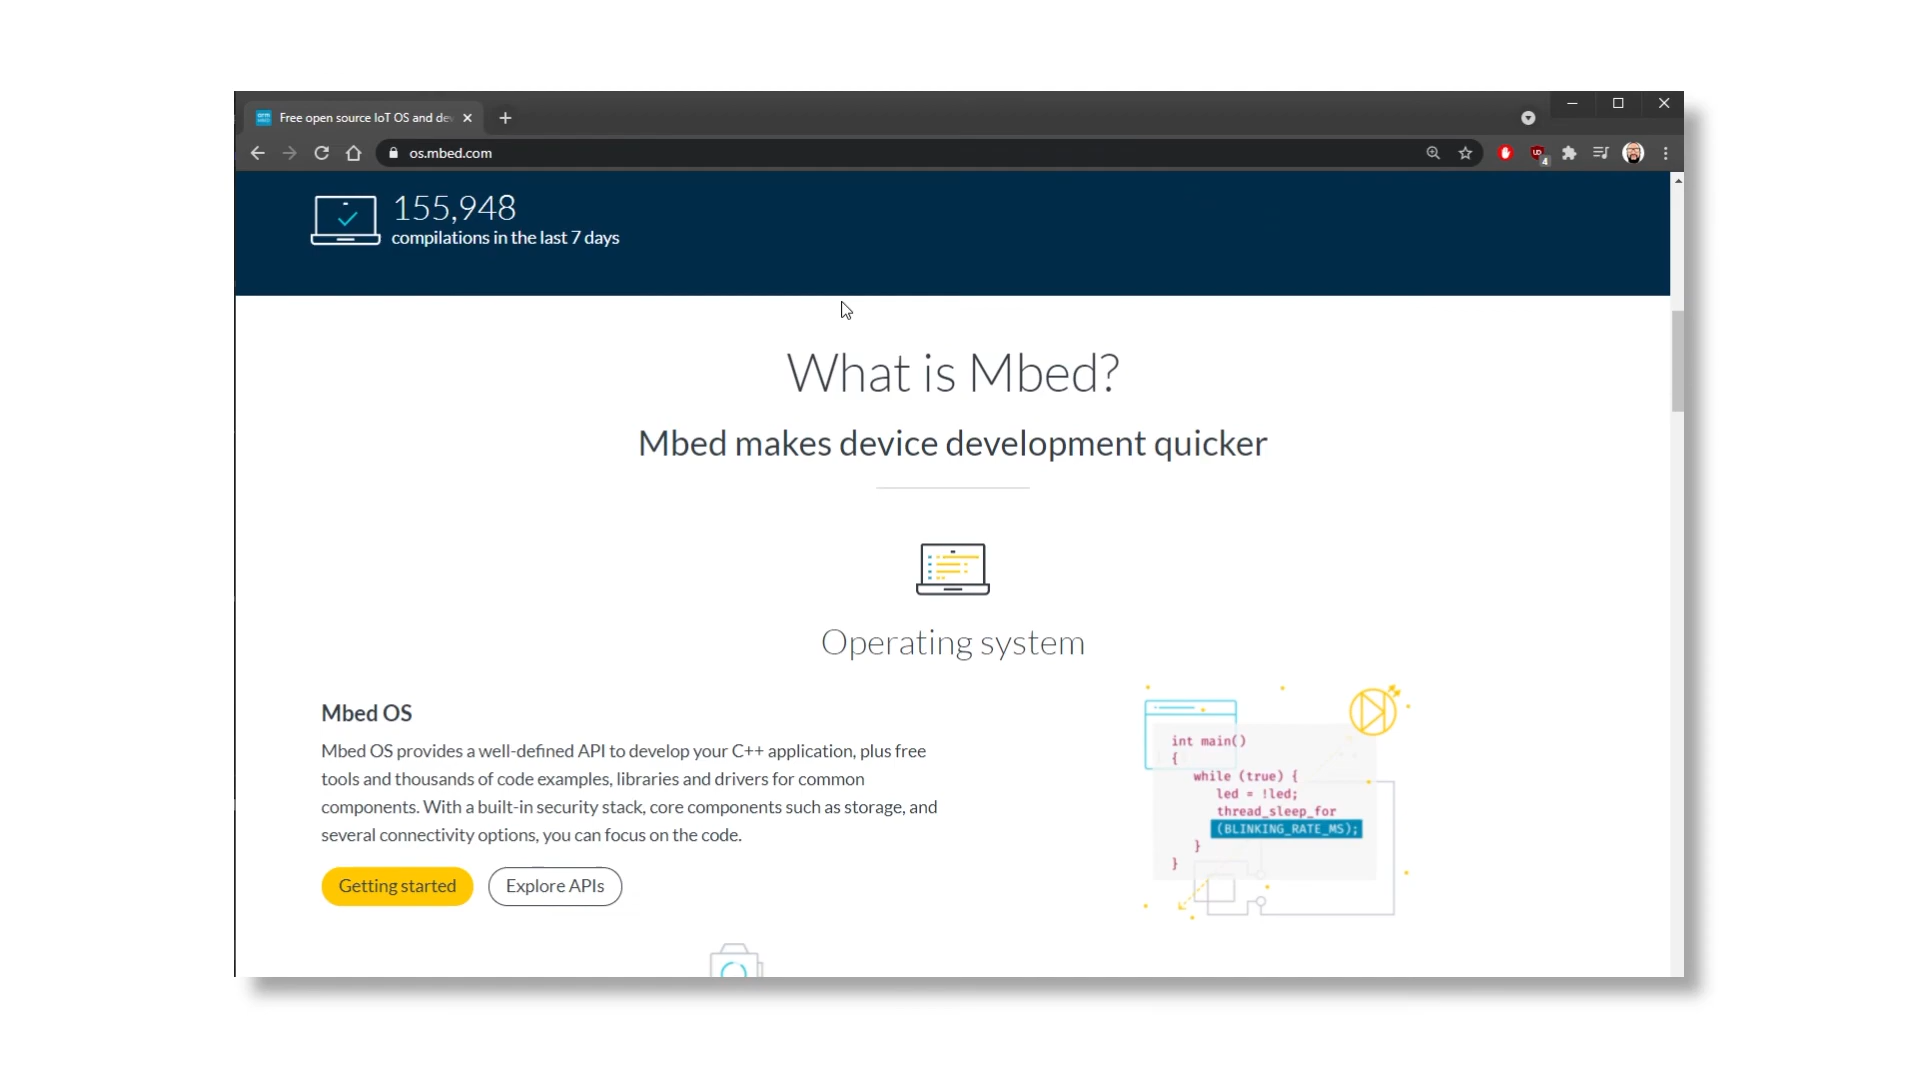 Free open source IoT OS and dev
os.mbed.com
4
155,948
compilations in the last 7 days
What is Mbed?
Mbed makes device development quicker
Operating system
Mbed OS
Mbed OS provides a well-defined API to develop your C++ application, plus free
tools and thousands of code examples, libraries and drivers for common
components. With a built-in security stack, core components such as storage, and
several connectivity options, you can focus on the code.
Getting started
Explore APIs
int main()
{
while (true) {
led = !led;
thread_sleep_for
(BLINKING_RATE_MS);
}
}